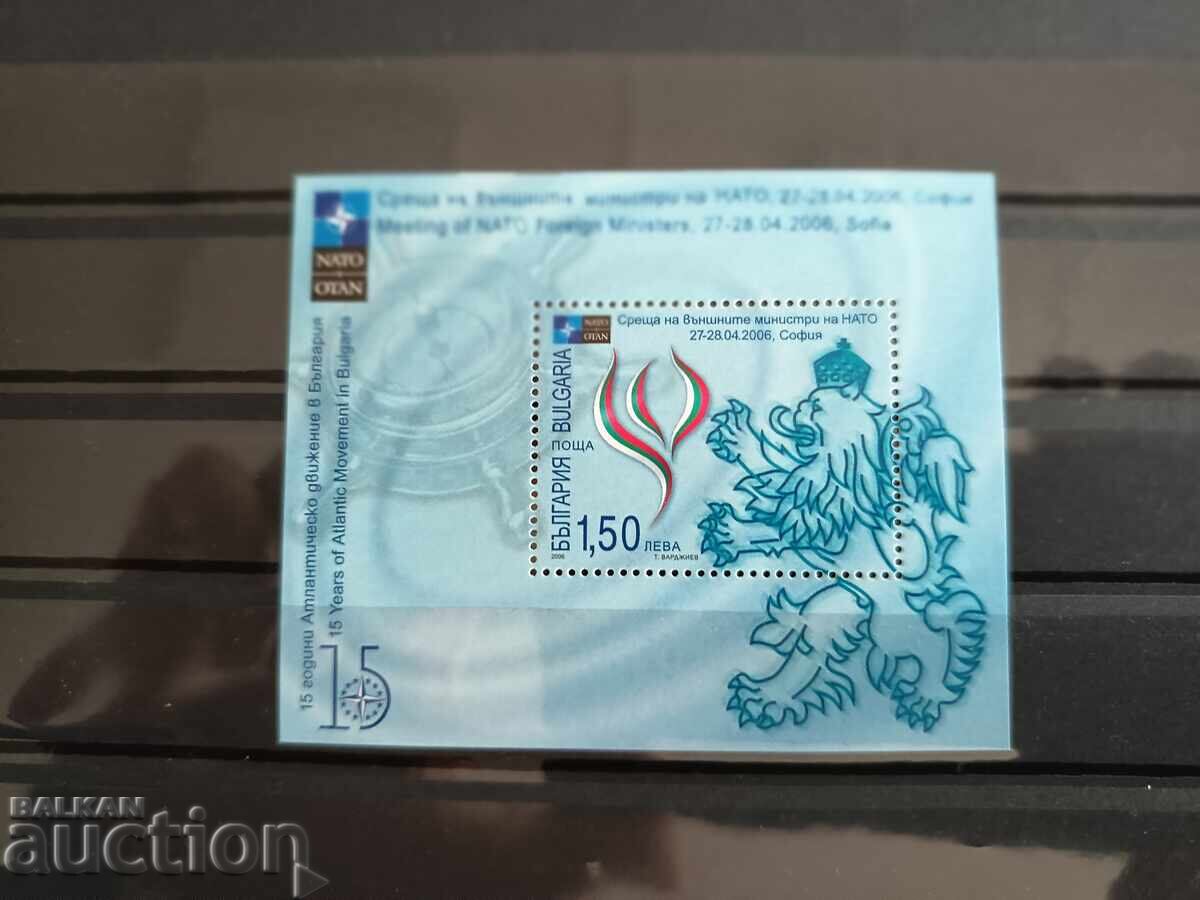 Среща на външните министри на НАТО, 27-28.04.2006, София
Meeting of NATO Foreign Ministers, 27-28.04.2006, Sofia
NATO
OTAN
15 години Атлантическо движение в България
15 Years of Atlantic Movement in Bulgaria
15
NATO
OTAN
Среща на външните министри на НАТО
27-28.04.2006, София
БЪЛГАРИЯ BULGARIA
ПОЩА
1,50 ЛЕВА
2006
Т. ВАРДЖИЕВ
BALKAN
auction